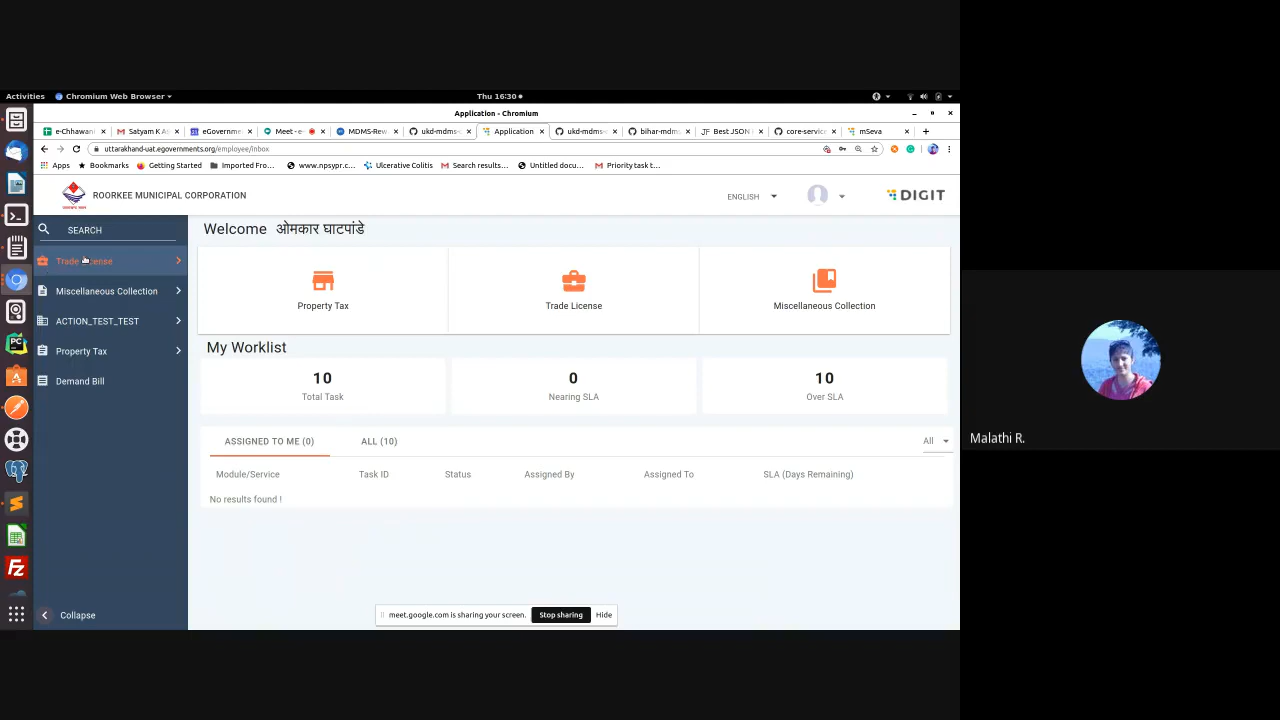 Activities Chromium Web Browser Thu 16:30
Application - Chromium
e-Chhawani Satyam K A eGovernme Meet - e MDMS-Rew ukd-mdms- Application ukd-mdms- bihar-mdm Best JSON core-servic mSeva
uttarakhand-uat.egovernments.org/employee/inbox
Apps Bookmarks Getting Started Imported Fro... www.npsypr.c... Ulcerative Colitis Search results... Untitled docu... Priority task t...
ROORKEE MUNICIPAL CORPORATION ENGLISH DIGIT
SEARCH
Trade License
Miscellaneous Collection
ACTION_TEST_TEST
Property Tax
Demand Bill
Collapse
Welcome ओमकार घाटपांडे
Property Tax Trade License Miscellaneous Collection
My Worklist
10 0 10
Total Task Nearing SLA Over SLA
ASSIGNED TO ME (0) ALL (10) All
Module/Service Task ID Status Assigned By Assigned To SLA (Days Remaining)
No results found !
meet.google.com is sharing your screen. Stop sharing Hide
Malathi R.